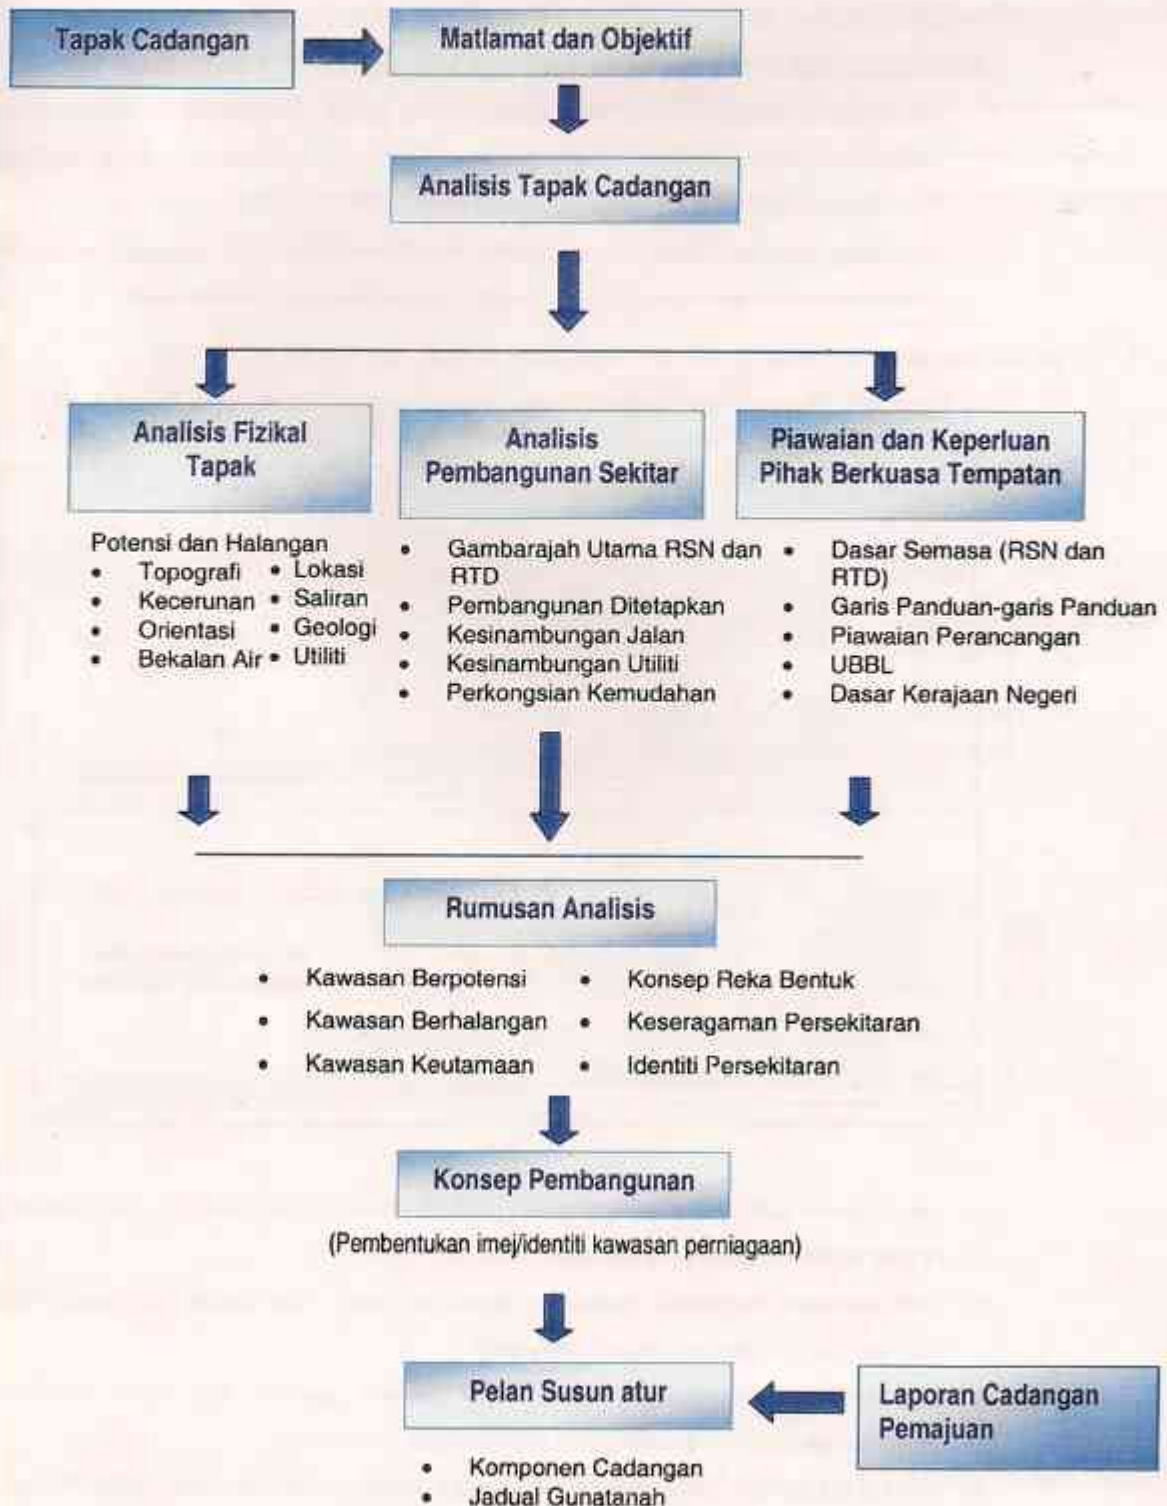 Tapak Cadangan
Matlamat dan Objektif
Analisis Tapak Cadangan
Analisis Fizikal
Tapak
Potensi dan Halangan
• Topografi • Lokasi
• Kecerunan • Saliran
• Orientasi • Geologi
• Bekalan Air • Utiliti
Analisis
Pembangunan Sekitar
• Gambarajah Utama RSN dan
RTD
• Pembangunan Ditetapkan
• Kesinambungan Jalan
• Kesinambungan Utiliti
• Perkongsian Kemudahan
Piawaian dan Keperluan
Pihak Berkuasa Tempatan
• Dasar Semasa (RSN dan
RTD)
• Garis Panduan-garis Panduan
• Piawaian Perancangan
• UBBL
• Dasar Kerajaan Negeri
Rumusan Analisis
• Kawasan Berpotensi
• Kawasan Berhalangan
• Kawasan Keutamaan
• Konsep Reka Bentuk
• Keseragaman Persekitaran
• Identiti Persekitaran
Konsep Pembangunan
(Pembentukan imej/identiti kawasan perniagaan)
Pelan Susun atur
Laporan Cadangan
Pemajuan
• Komponen Cadangan
• Jadual Gunatanah